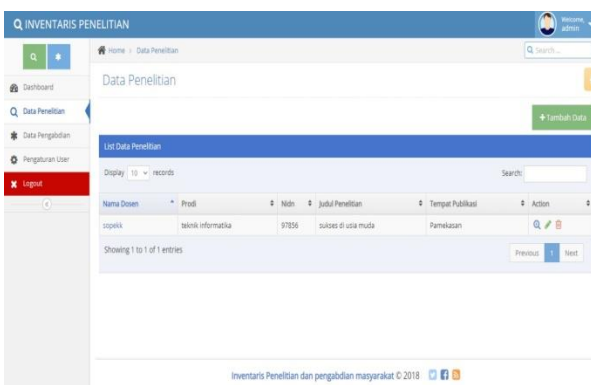 INVENTARIS PENELITIAN
Welcome,
admin
Home > Data Penelitian
Search ...
Dashboard
Data Penelitian
Data Pengabdian
Pengaturan User
Logout
Data Penelitian
+ Tambah Data
List Data Penelitian
Display 10 records
Search:
Nama Dosen Prodi Nidn Judul Penelitian Tempat Publikasi Action
sopekk teknik informatika 97856 sukses di usia muda Pamekasan
Showing 1 to 1 of 1 entries
Previous 1 Next
Inventaris Penelitian dan pengabdian masyarakat © 2018